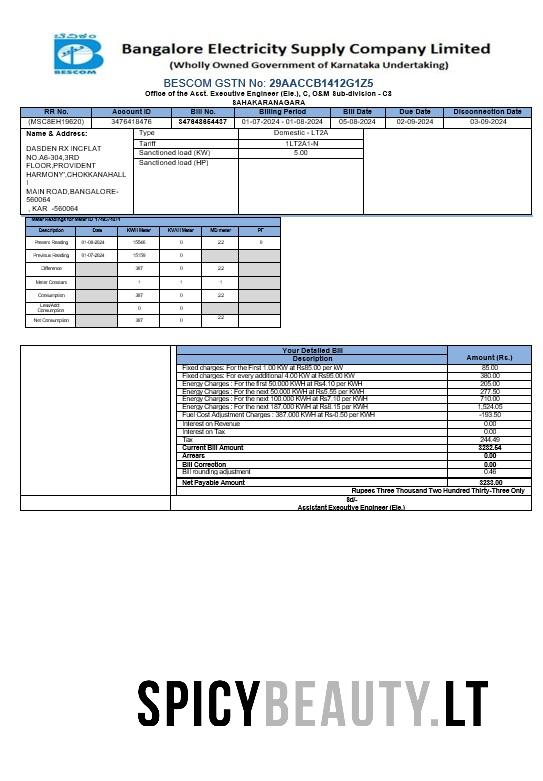 ಬೆವಿಕಂ
BESCOM
Bangalore Electricity Supply Company Limited
(Wholly Owned Government of Karnataka Undertaking)
BESCOM GSTN No: 29AACCB1412G1Z5
Office of the Asst. Executive Engineer (Ele.), C, O&M Sub-division - C8
SAHAKARANAGARA
RR No. Account ID Bill No. Billing Period Bill Date Due Date Disconnection Date
(MSC8EH19620) 3476418476 347648664487 01-07-2024 - 01-08-2024 05-08-2024 02-09-2024 03-09-2024
Name & Address: Type Domestic - LT2A
Tariff 1LT2A1-N
Sanctioned load (KW) 5.00
Sanctioned load (HP)
DASDEN RX INCFLAT
NO.A6-304,3RD
FLOOR,PROVIDENT
HARMONY',CHOKKANAHALL
I
MAIN ROAD,BANGALORE-
560064
, KAR -560064
Meter Readings for Meter ID
Description Date KWH Meter KVAH Meter MD meter PF
Present Reading 01-08-2024 15546 0 2.2 0
Previous Reading 01-07-2024 15159 0
Difference 387 0 2.2
Meter Constant 1 1 1
Consumption 387 0 2.2
Less/Add
Consumption 0 0
Net Consumption 387 0 2.2
Your Detailed Bill
Description Amount (Rs.)
Fixed charges: For the First 1.00 KW at Rs85.00 per kW 85.00
Fixed charges: For every additional 4.00 KW at Rs95.00 KW 380.00
Energy Charges : For the first 50.000 KWH at Rs4.10 per KWH 205.00
Energy Charges : For the next 50.000 KWH at Rs5.55 per KWH 277.50
Energy Charges : For the next 100.000 KWH at Rs7.10 per KWH 710.00
Energy Charges : For the next 187.000 KWH at Rs8.15 per KWH 1,524.05
Fuel Cost Adjustment Charges : 387.000 KWH at Rs-0.50 per KWH -193.50
Interest on Revenue 0.00
Interest on Tax 0.00
Tax 244.49
Current Bill Amount 3232.54
Arrears 0.00
Bill Correction 0.00
Bill rounding adjustment 0.46
Net Payable Amount 3233.00
Rupees Three Thousand Two Hundred Thirty-Three Only
Sd/-
Assistant Executive Engineer (Ele.)
SPICYBEAUTY.LT